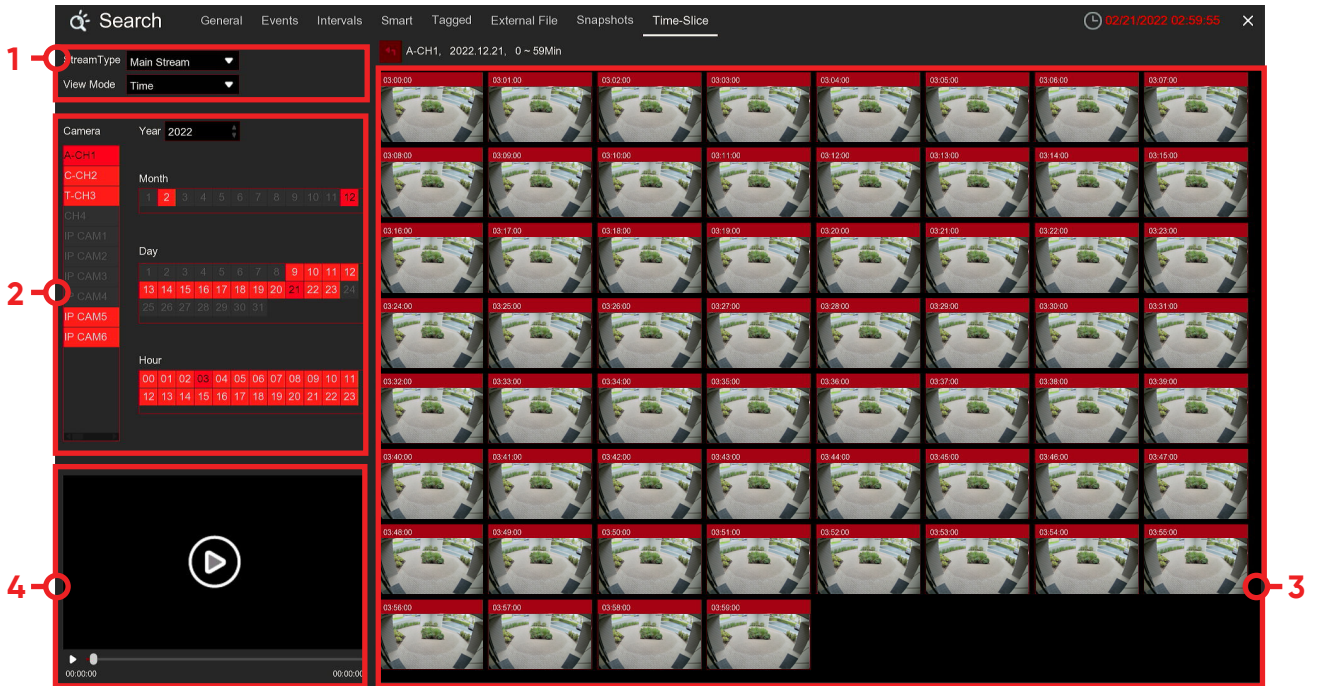 Search General Events Intervals Smart Tagged External File Snapshots Time-Slice 02/21/2022 02:59:55
1
StreamType Main Stream
View Mode Time
A-CH1, 2022.12.21, 0 ~ 59Min
2
Camera Year 2022
A-CH1
C-CH2
T-CH3
CH4
IP CAM1
IP CAM2
IP CAM3
IP CAM4
IP CAM5
IP CAM6
Month
1 2 3 4 5 6 7 8 9 10 11 12
Day
1 2 3 4 5 6 7 8 9 10 11 12
13 14 15 16 17 18 19 20 21 22 23 24
25 26 27 28 29 30 31
Hour
00 01 02 03 04 05 06 07 08 09 10 11
12 13 14 15 16 17 18 19 20 21 22 23
03:00:00 03:01:00 03:02:00 03:03:00 03:04:00 03:05:00 03:06:00 03:07:00
03:08:00 03:09:00 03:10:00 03:11:00 03:12:00 03:13:00 03:14:00 03:15:00
03:16:00 03:17:00 03:18:00 03:19:00 03:20:00 03:21:00 03:22:00 03:23:00
03:24:00 03:25:00 03:26:00 03:27:00 03:28:00 03:29:00 03:30:00 03:31:00
03:32:00 03:33:00 03:34:00 03:35:00 03:36:00 03:37:00 03:38:00 03:39:00
03:40:00 03:41:00 03:42:00 03:43:00 03:44:00 03:45:00 03:46:00 03:47:00
03:48:00 03:49:00 03:50:00 03:51:00 03:52:00 03:53:00 03:54:00 03:55:00
03:56:00 03:57:00 03:58:00 03:59:00
3
4
00:00:00 00:00:00